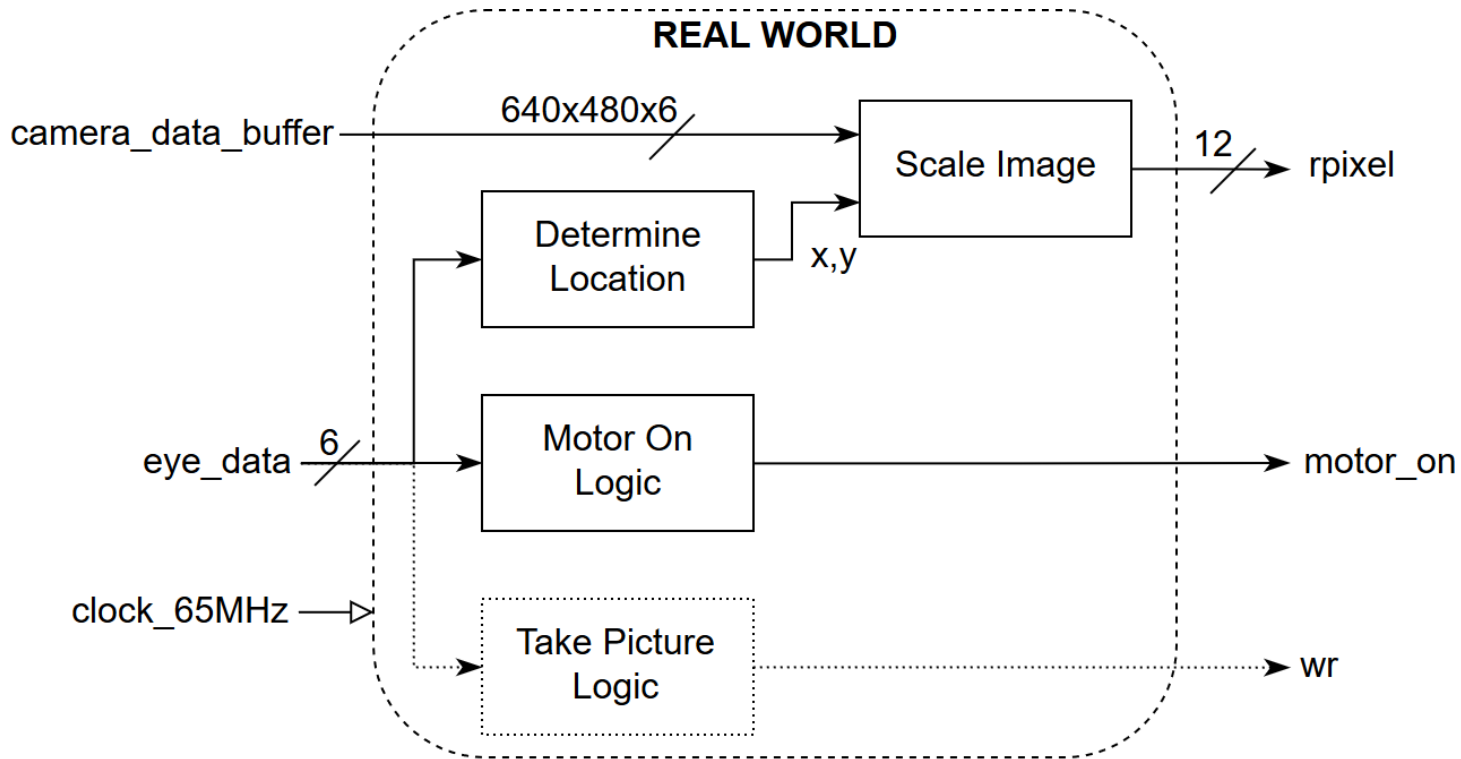 REAL WORLD
camera_data_buffer
640x480x6
Scale Image
12
rpixel
Determine
Location
x,y
eye_data
6
Motor On
Logic
motor_on
clock_65MHz
Take Picture
Logic
wr